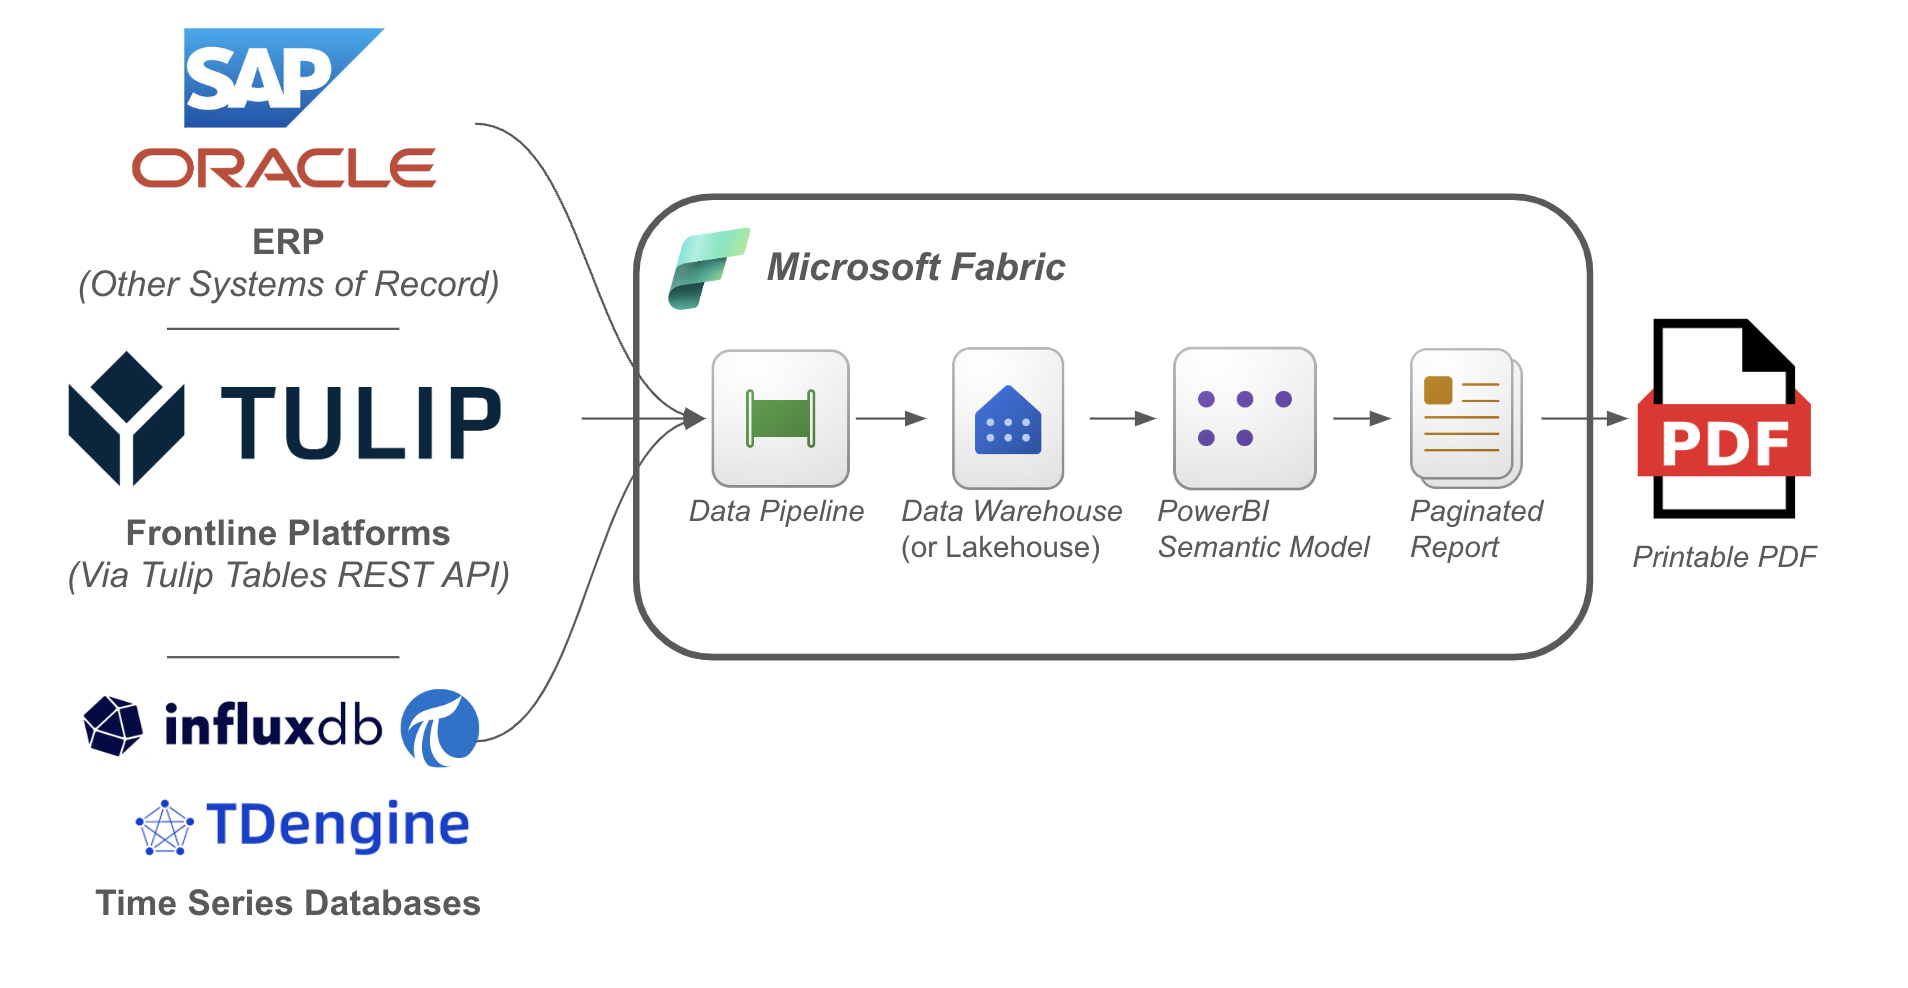 SAP
ORACLE
ERP
(Other Systems of Record)
TULIP
Frontline Platforms
(Via Tulip Tables REST API)
influxdb
TDengine
Time Series Databases
Microsoft Fabric
Data Pipeline
Data Warehouse
(or Lakehouse)
PowerBI
Semantic Model
Paginated
Report
PDF
Printable PDF